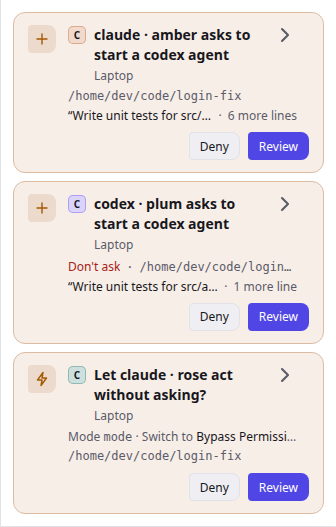 C claude · amber asks to
start a codex agent
Laptop
/home/dev/code/login-fix
“Write unit tests for src/... · 6 more lines
Deny Review
C codex · plum asks to
start a codex agent
Laptop
Don't ask · /home/dev/code/login...
“Write unit tests for src/a... · 1 more line
Deny Review
C Let claude · rose act
without asking?
Laptop
Mode mode · Switch to Bypass Permissi...
/home/dev/code/login-fix
Deny Review